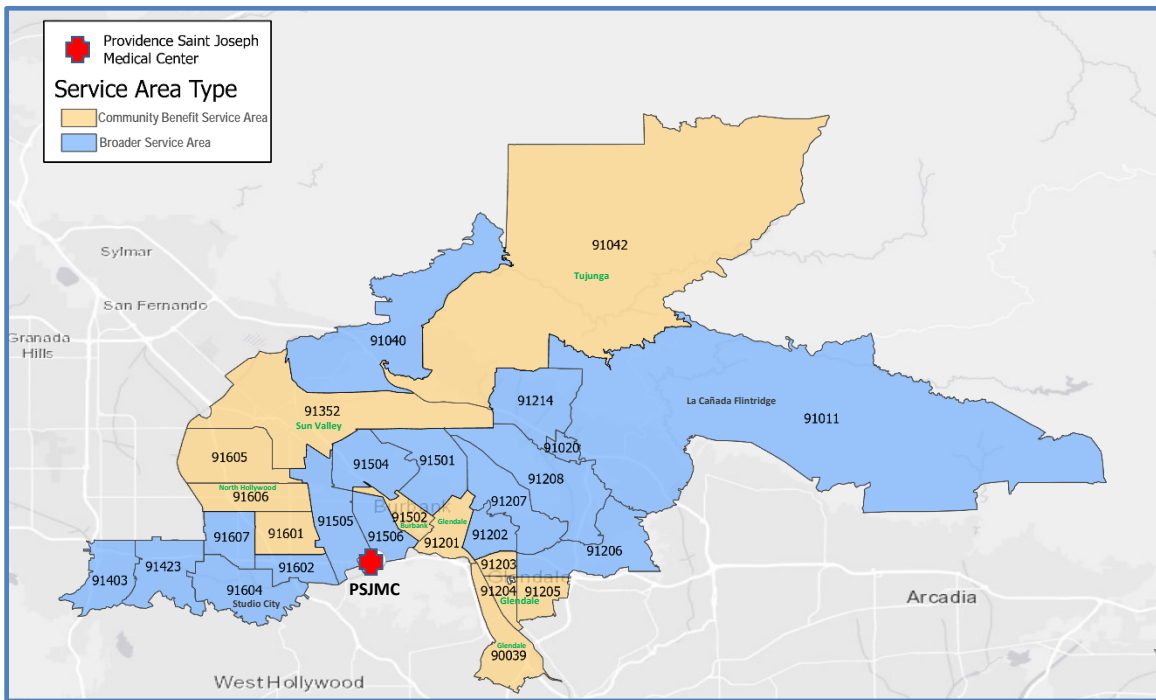 Providence Saint Joseph
Medical Center
Service Area Type
Community Benefit Service Area
Broader Service Area
91042
Tujunga
Sylmar
San Fernando
Granada
Hills
91040
91214
La Cañada Flintridge
91011
91352
Sun Valley
91020
91605
91504
91501
91208
North Hollywood
91606
91207
Burbank
91502
Burbank
Glendale
91505
91601
91506
91201
91202
91607
91206
91403
91423
91602
91203
Glendale
91604
91204
91205
Studio City
PSJMC
Glendale
Arcadia
Glendale
90039
West Hollywood